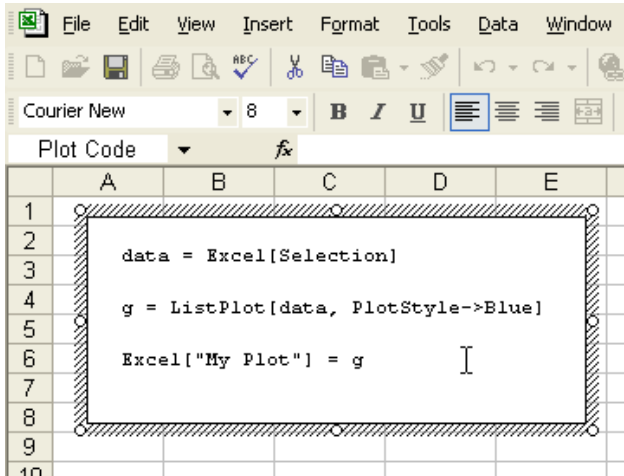 File Edit View Insert Format Tools Data Window
ABC
Courier New 8 B I U a
Plot Code fx
A B C D E
1
2
data = Excel[Selection]
3
4
g = ListPlot[data, PlotStyle->Blue]
5
6 Excel["My Plot"] = g
7
8
9
10